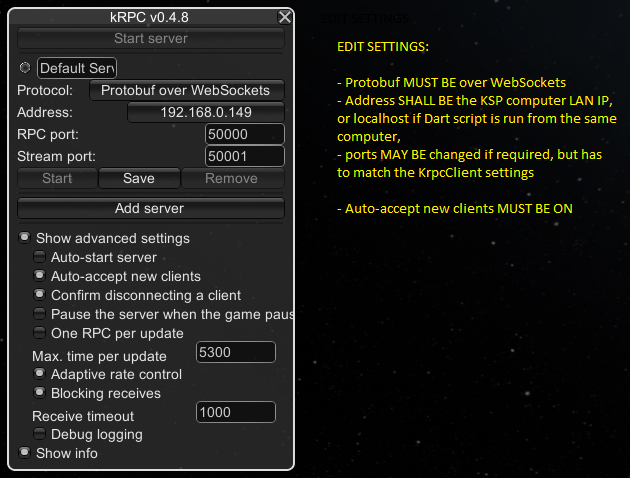 kRPC v0.4.8
Start server
Default Serv
Protocol: Protobuf over WebSockets
Address: 192.168.0.149
RPC port: 50000
Stream port: 50001
Start Save Remove
Add server
Show advanced settings
Auto-start server
Auto-accept new clients
Confirm disconnecting a client
Pause the server when the game paus
One RPC per update
Max. time per update 5300
Adaptive rate control
Blocking receives
Receive timeout 1000
Debug logging
Show info
EDIT SETTINGS:
EDIT SETTINGS:
- Protobuf MUST BE over WebSockets
- Address SHALL BE the KSP computer LAN IP,
or localhost if Dart script is run from the same
computer,
- ports MAY BE changed if required, but has
to match the KrpcClient settings
- Auto-accept new clients MUST BE ON